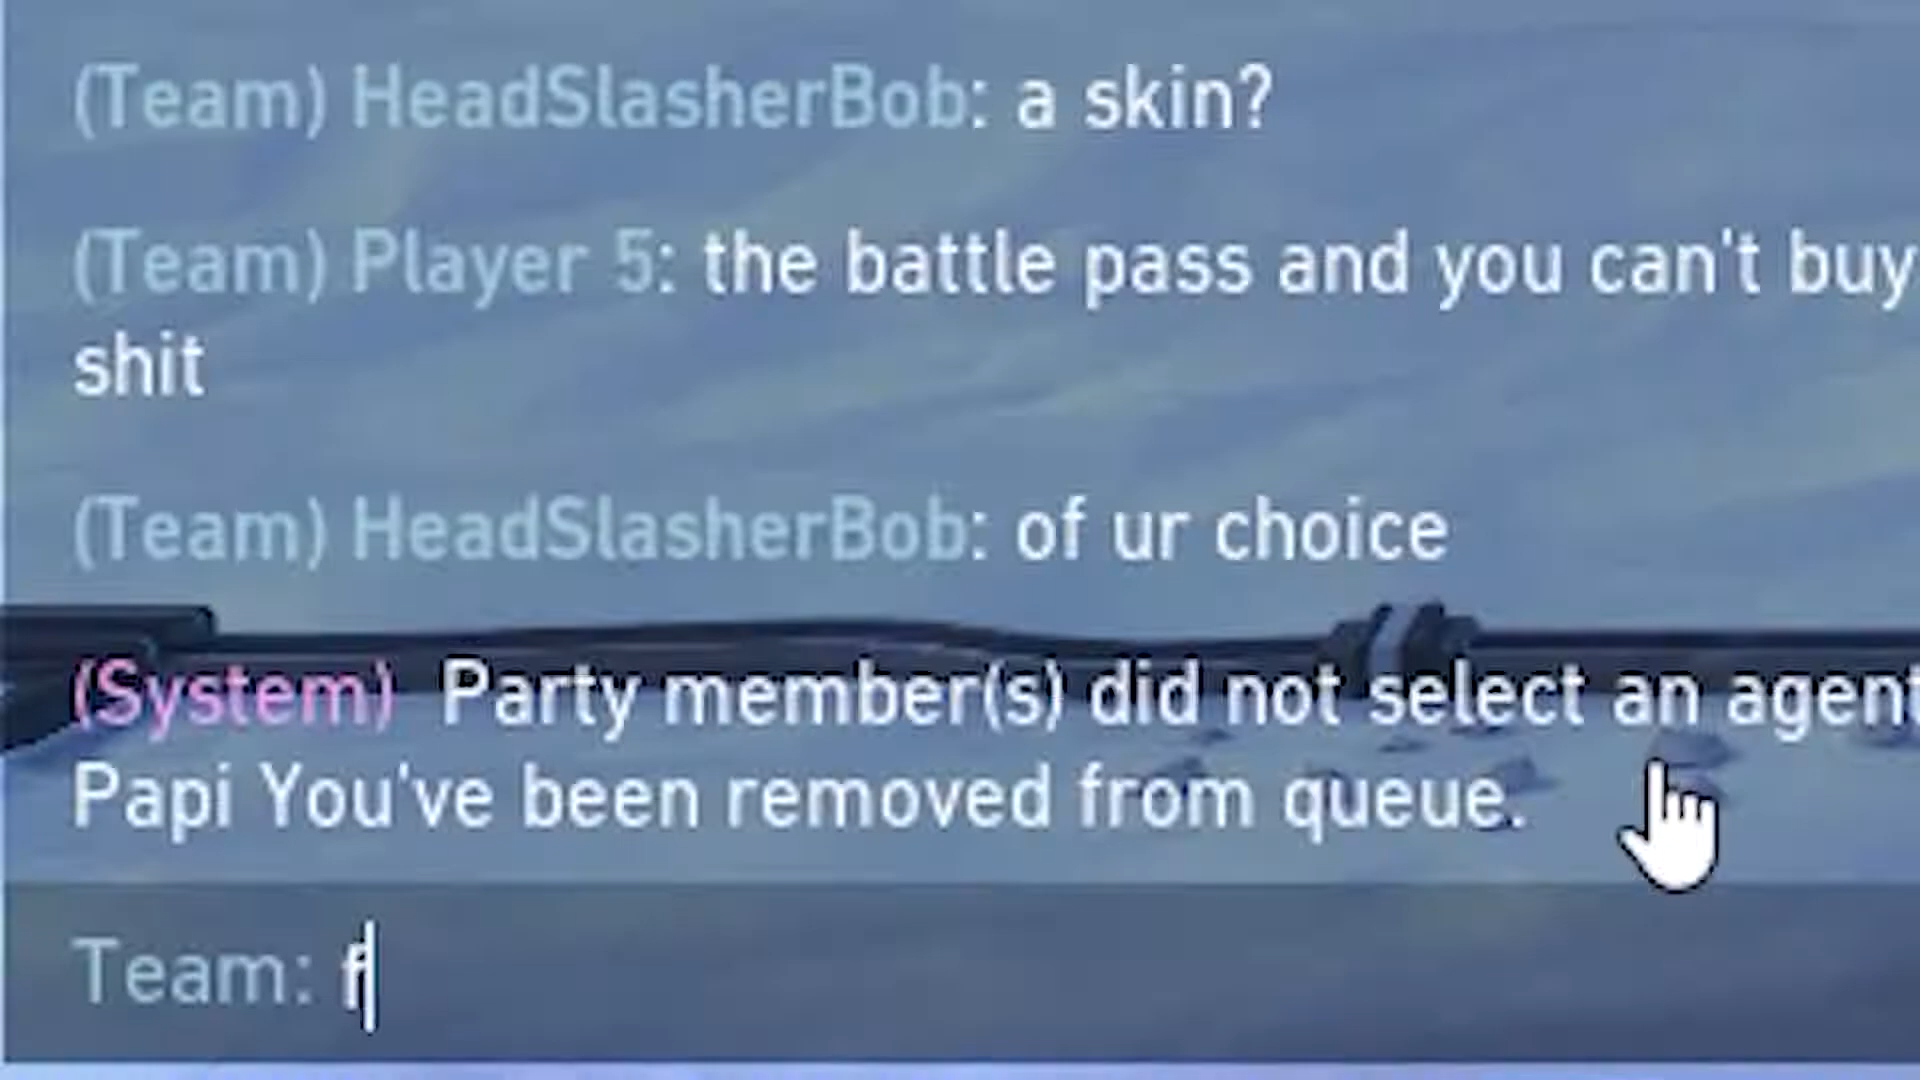 (Team) HeadSlasherBob: a skin?
(Team) Player 5: the battle pass and you can't buy
shit
(Team) HeadSlasherBob: of ur choice
(System) Party member(s) did not select an agent
Papi You've been removed from queue.
Team: f